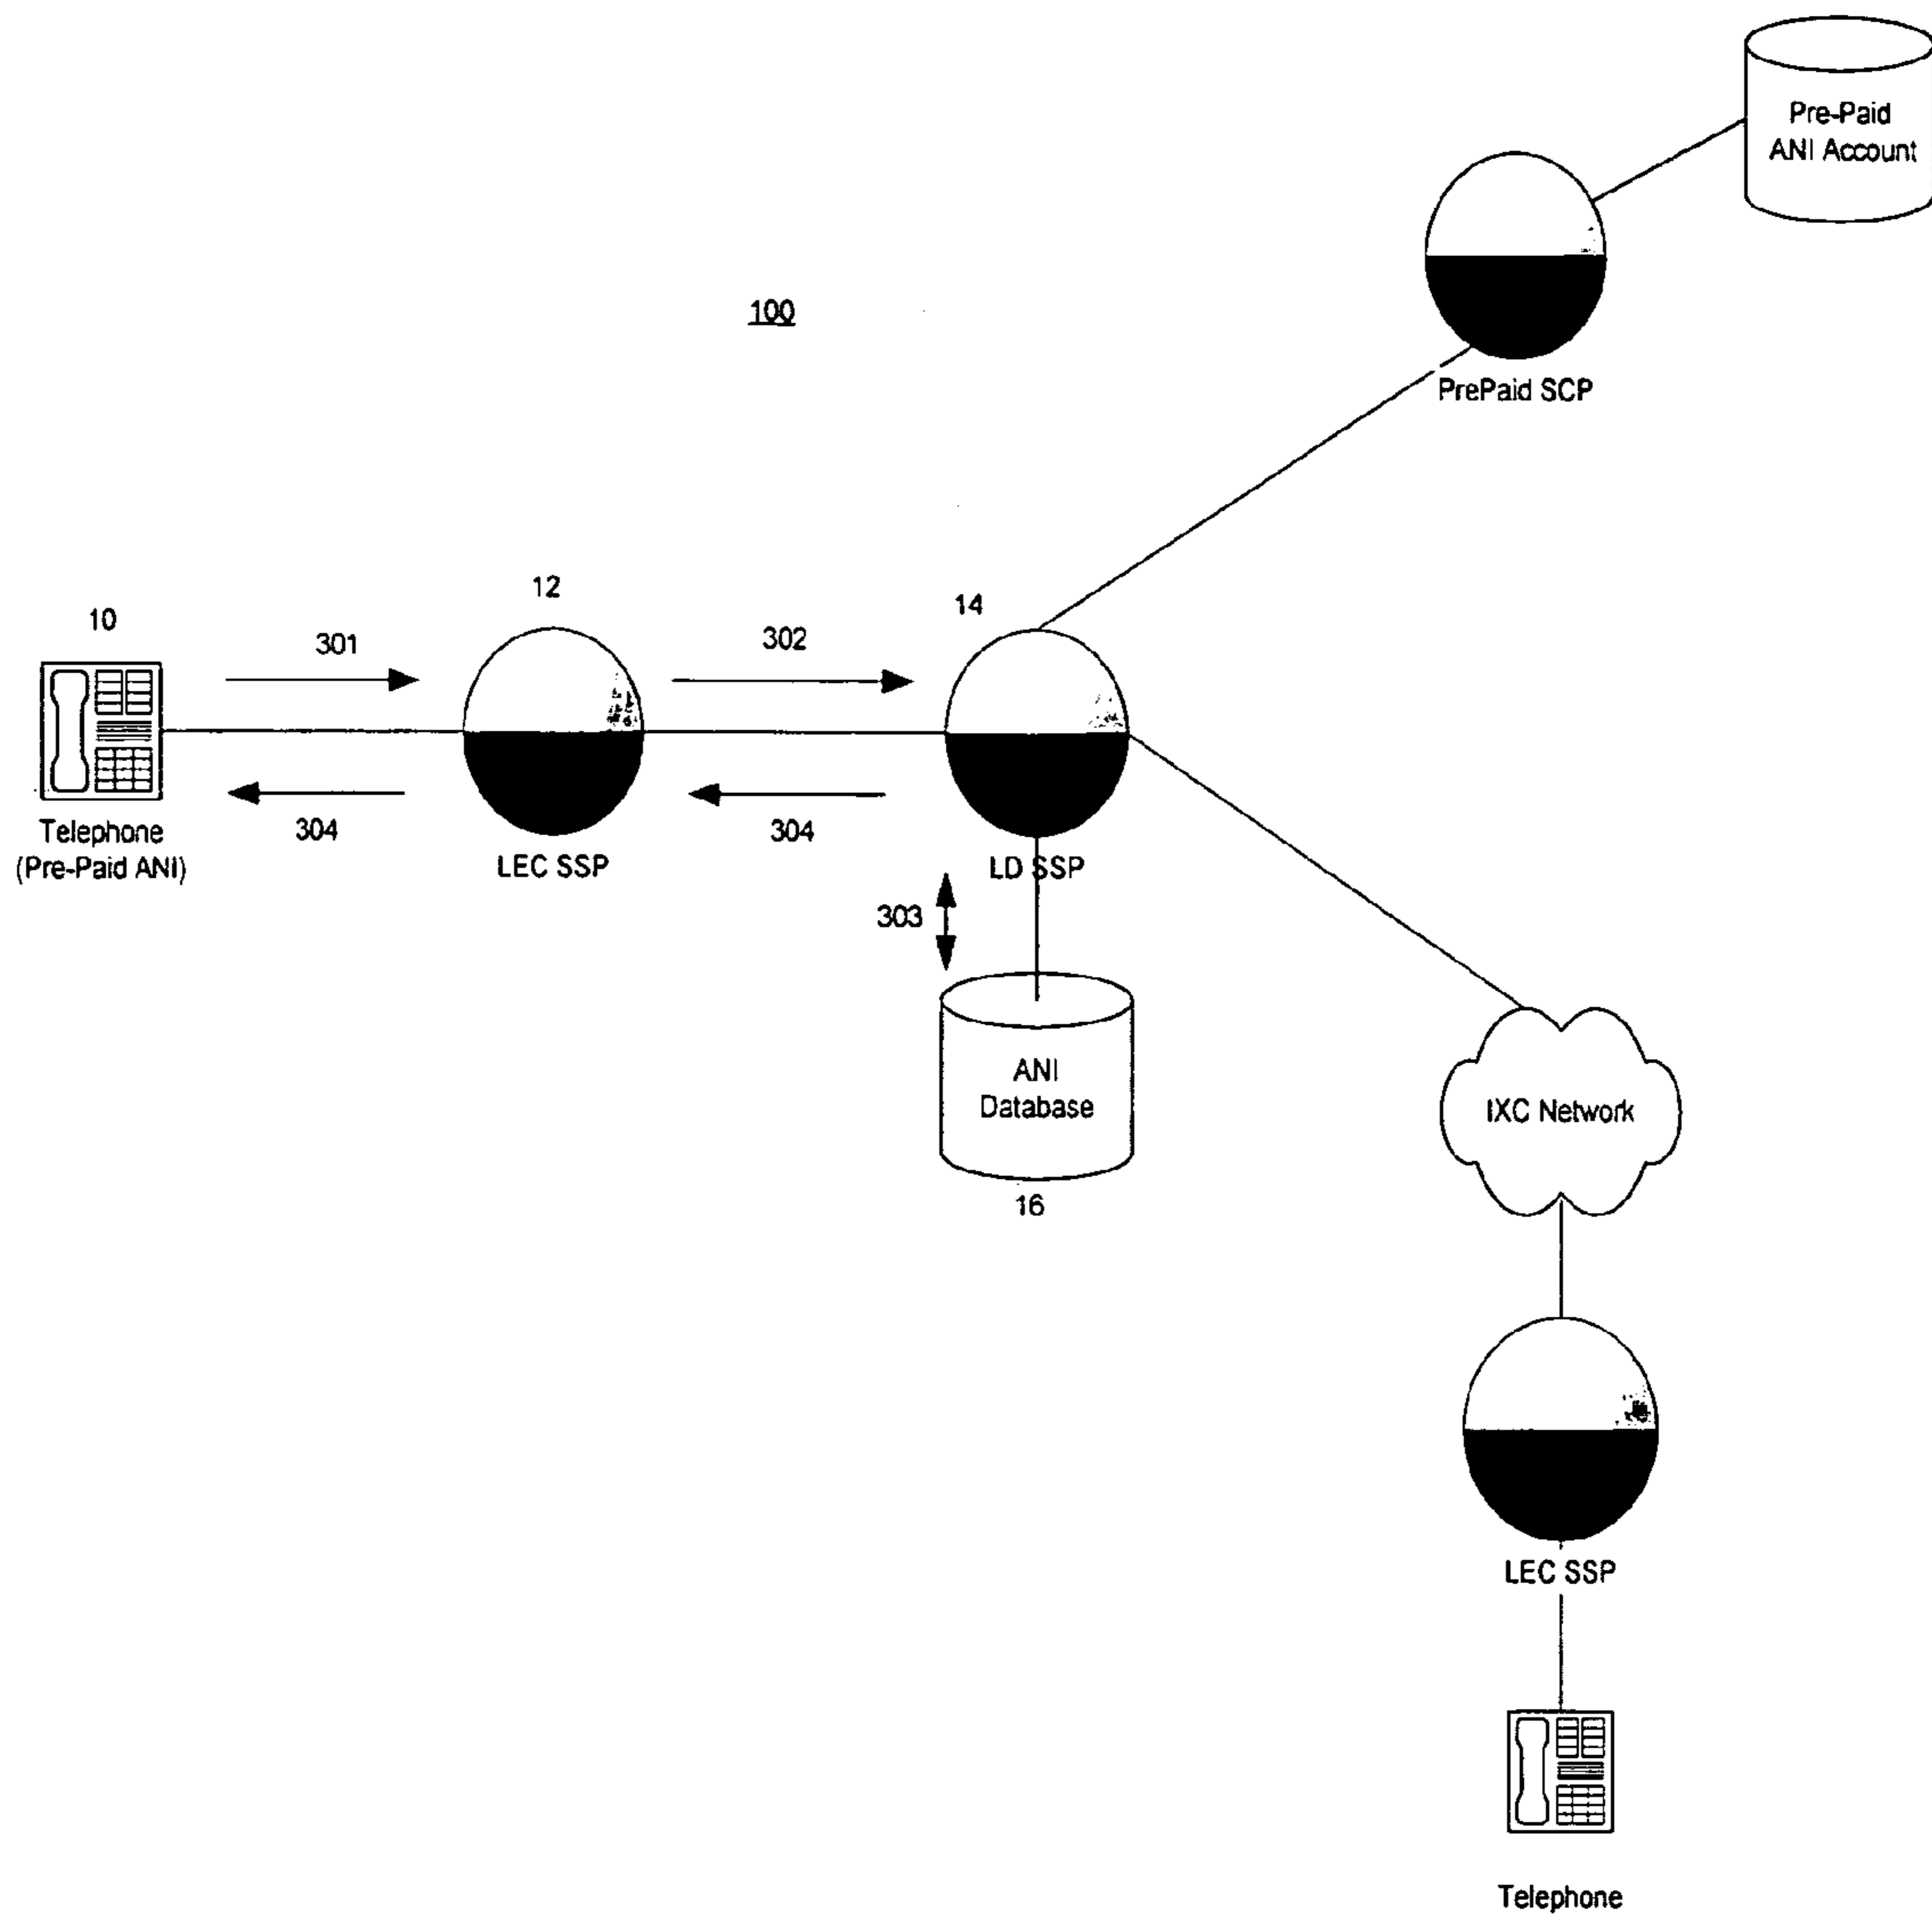 Pre-Paid
ANI Account
100
PrePaid SCP
10
301
12
302
14
Telephone
(Pre-Paid ANI)
304
LEC SSP
304
LD SSP
303
ANI
Database
16
IXC Network
LEC SSP
Telephone